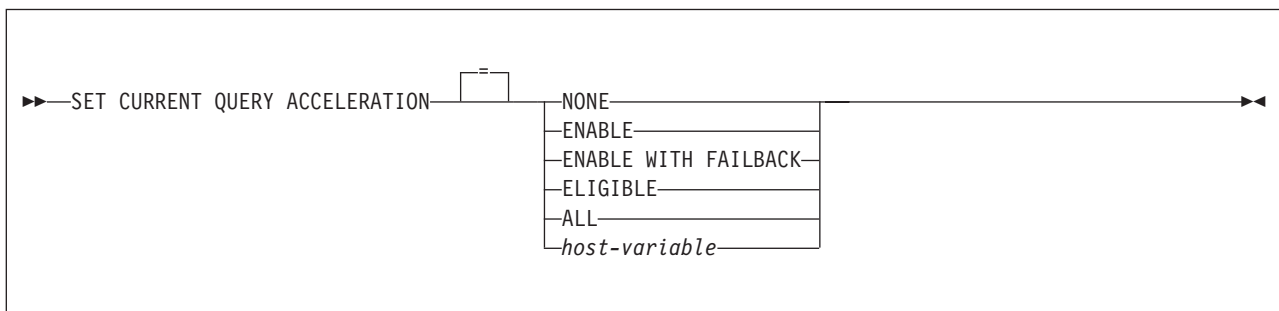 =
SET CURRENT QUERY ACCELERATION NONE
ENABLE
ENABLE WITH FAILBACK
ELIGIBLE
ALL
host-variable